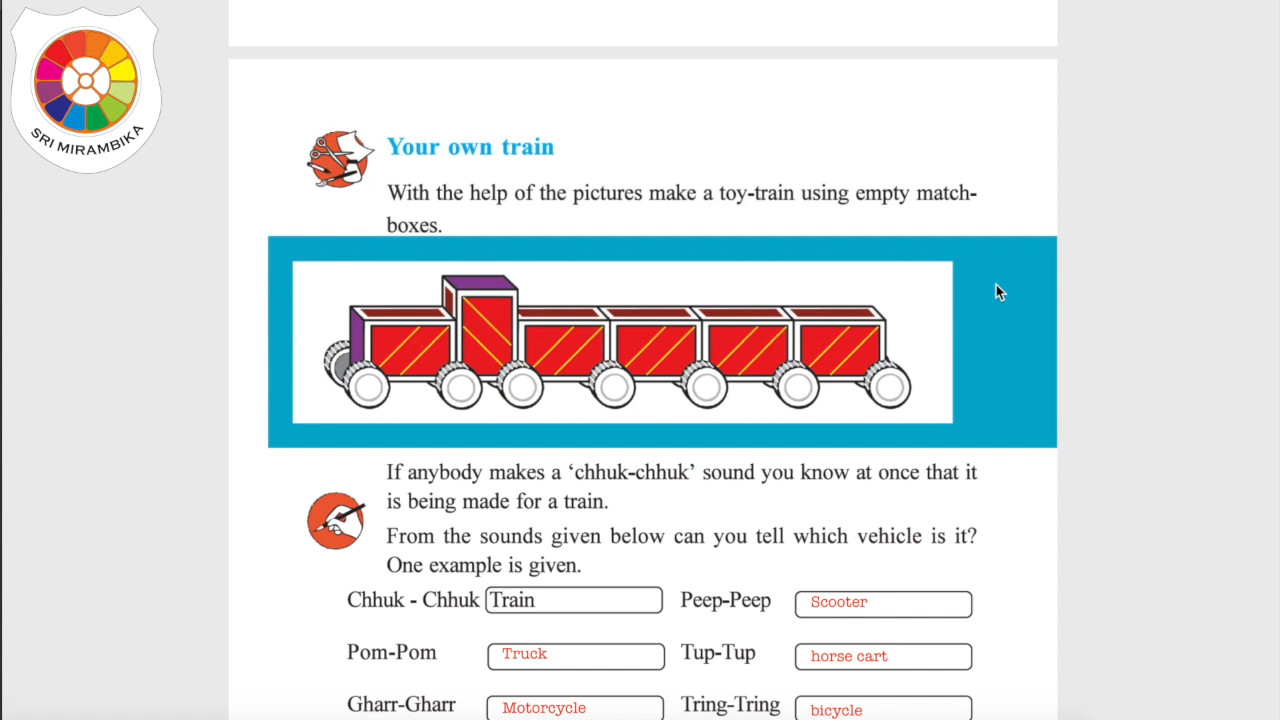 SRI MIRAMBIKA
Your own train
With the help of the pictures make a toy-train using empty match-
boxes.
If anybody makes a ‘chhuk-chhuk’ sound you know at once that it
is being made for a train.
From the sounds given below can you tell which vehicle is it?
One example is given.
Chhuk - Chhuk Train Peep-Peep Scooter
Pom-Pom Truck Tup-Tup horse cart
Gharr-Gharr Motorcycle Tring-Tring bicycle